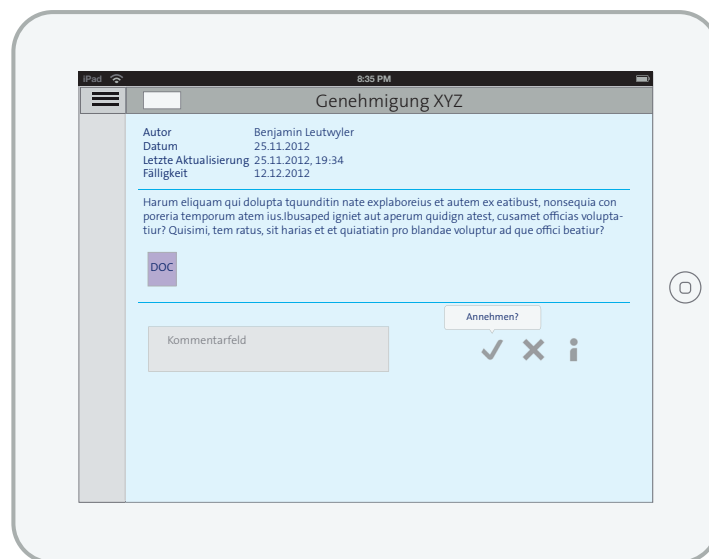 iPad 8:35 PM
Genehmigung XYZ
Autor Benjamin Leutwyler
Datum 25.11.2012
Letzte Aktualisierung 25.11.2012, 19:34
Fälligkeit 12.12.2012
Harum eliquam qui dolupta tquunditin nate explaboreius et autem ex eatibust, nonsequia con
poreria temporum atem ius.Ibusaped igniet aut aperum quidign atest, cusamet officias volupta-
tiur? Quisimi, tem ratus, sit harias et et quiatiatin pro blandae voluptur ad que offici beatiur?
DOC
Annehmen?
Kommentarfeld